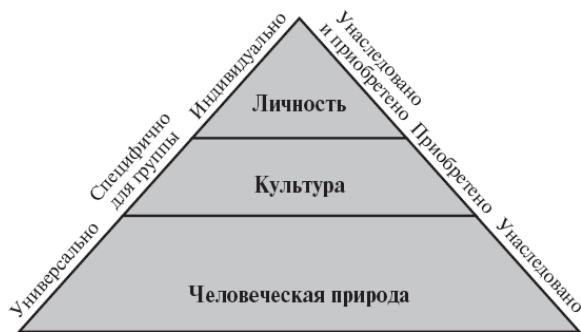 Индивидуально
Унаследовано
и приобретено
Личность
Специфично
для группы
Приобретено
Культура
Универсально
Унаследовано
Человеческая природа